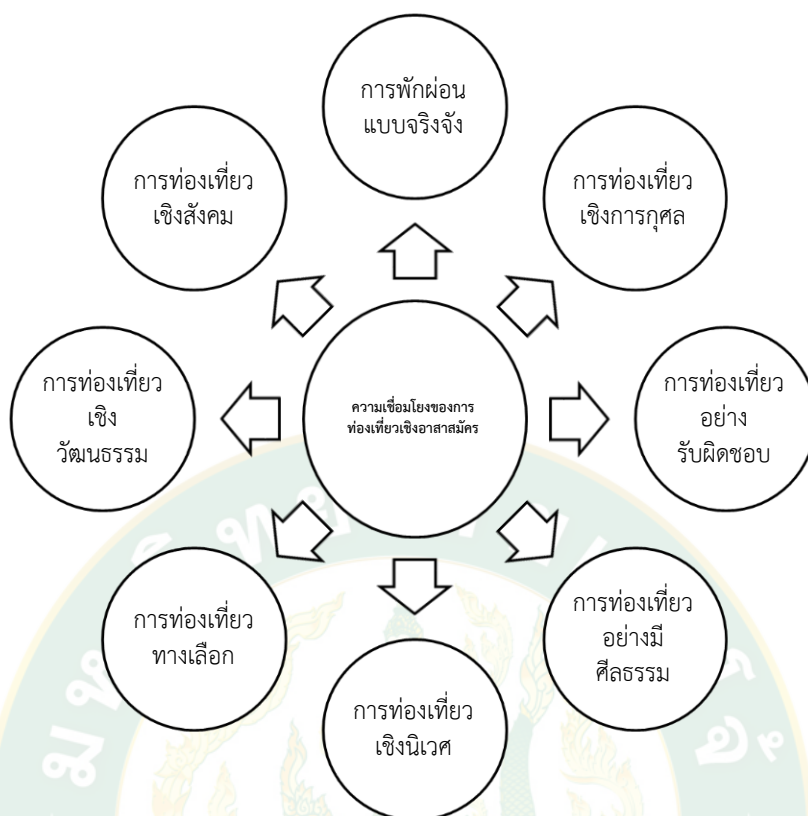 การพักผ่อน
แบบจริงจัง
การท่องเที่ยว
เชิงสังคม
การท่องเที่ยว
เชิงการกุศล
การท่องเที่ยว
เชิง
วัฒนธรรม
ความเชื่อมโยงของการ
ท่องเที่ยวเชิงอาสาสมัคร
การท่องเที่ยว
อย่าง
รับผิดชอบ
การท่องเที่ยว
ทางเลือก
การท่องเที่ยว
อย่างมี
ศีลธรรม
การท่องเที่ยว
เชิงนิเวศ